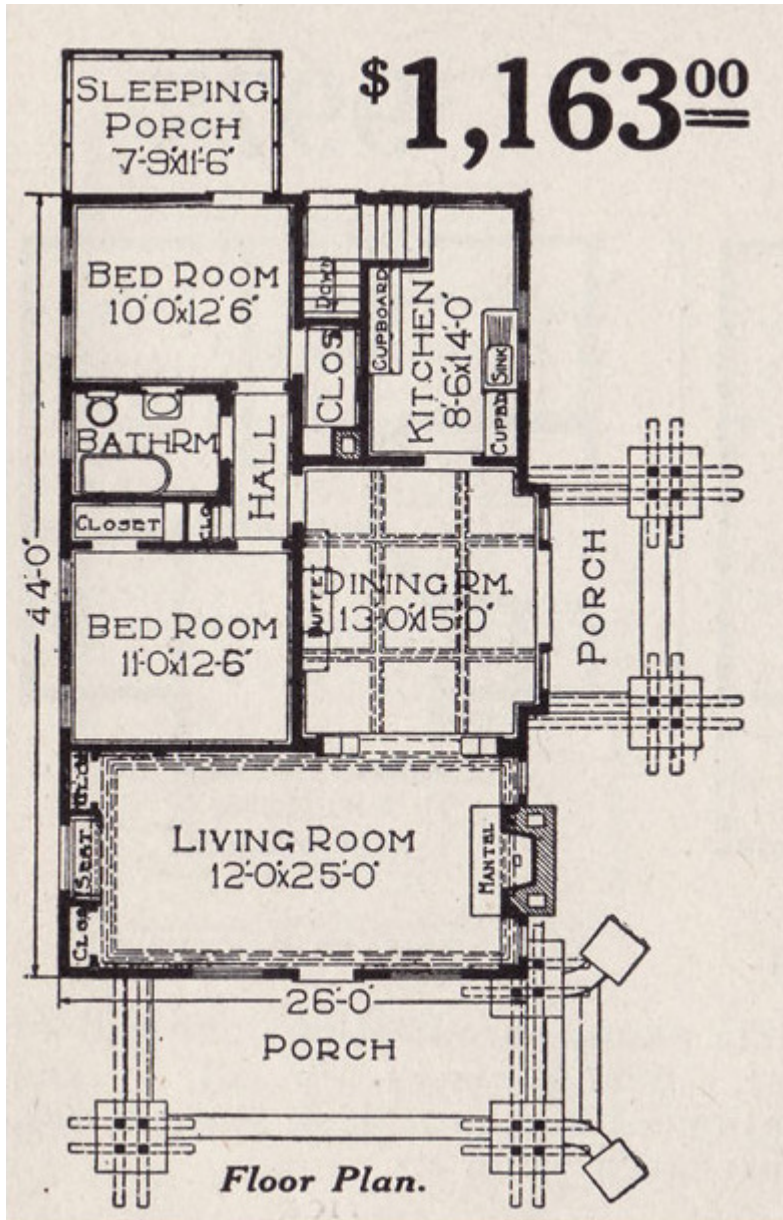 $1,163.00
SLEEPING
PORCH
7'-9"x11'-6"
BED ROOM
10'0"x12'6"
DOWN
CLOS
CUPBOARD
KITCHEN
8'-6"x14'-0"
SINK
CUPBD
BATH RM
HALL
CLOSET
CLO
BED ROOM
11'-0"x12'-6"
BUFFET
DINING RM.
13'-0"x15'-0"
PORCH
44'-0"
CLOS
SEAT
CLOS
LIVING ROOM
12'-0"x25'-0"
MANTEL
26'-0"
PORCH
Floor Plan.